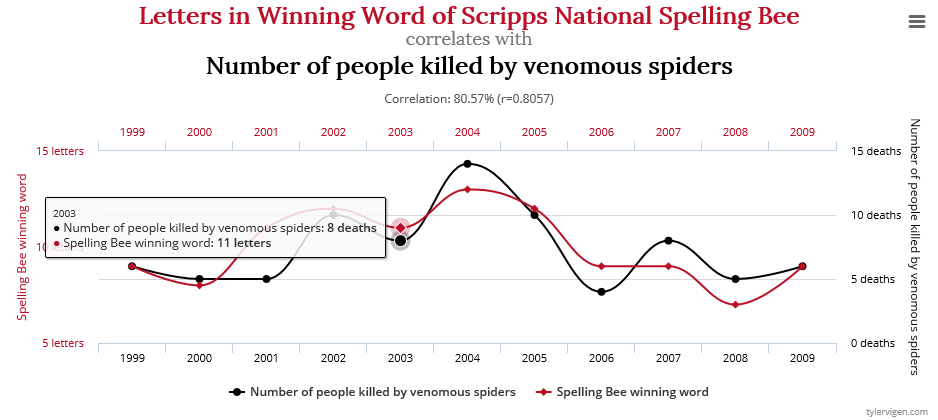 Letters in Winning Word of Scripps National Spelling Bee
correlates with
Number of people killed by venomous spiders
Correlation: 80.57% (r=0.8057)
1999 2000 2001 2002 2003 2004 2005 2006 2007 2008 2009
15 letters
10 letters
5 letters
Spelling Bee winning word
2003
● Number of people killed by venomous spiders: 8 deaths
● Spelling Bee winning word: 11 letters
15 deaths
10 deaths
5 deaths
0 deaths
Number of people killed by venomous spiders
1999 2000 2001 2002 2003 2004 2005 2006 2007 2008 2009
Number of people killed by venomous spiders
Spelling Bee winning word
tylervigen.com